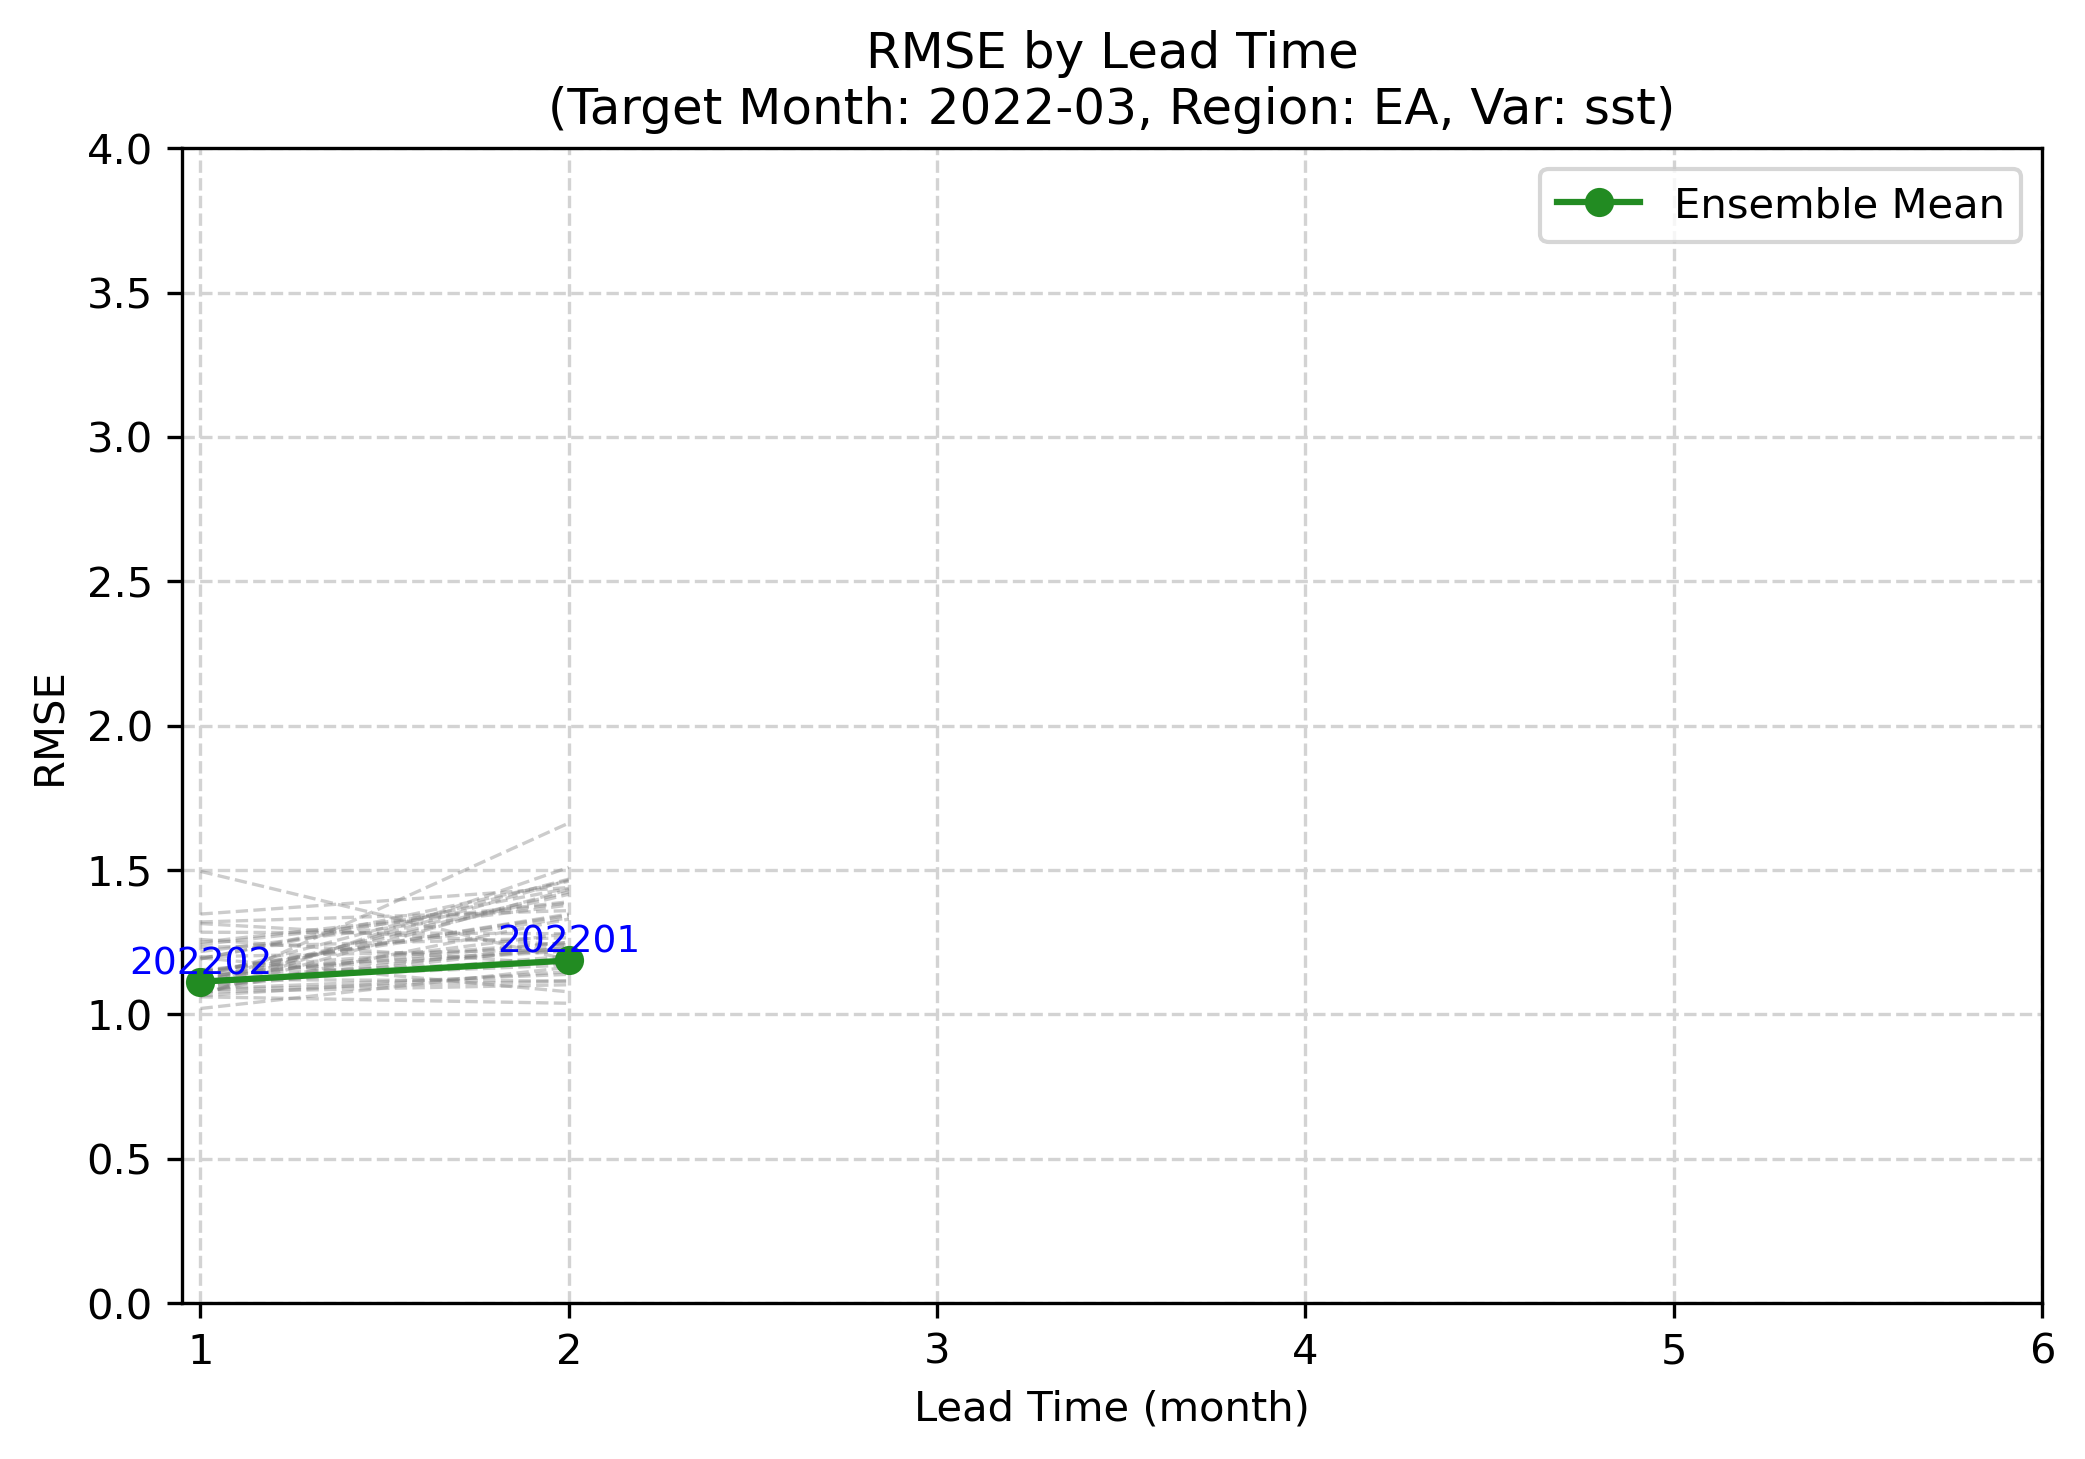 RMSE by Lead Time
(Target Month: 2022-03, Region: EA, Var: sst)
Ensemble Mean
RMSE
4.0
3.5
3.0
2.5
2.0
1.5
1.0
0.5
0.0
202202
202201
1 2 3 4 5 6
Lead Time (month)